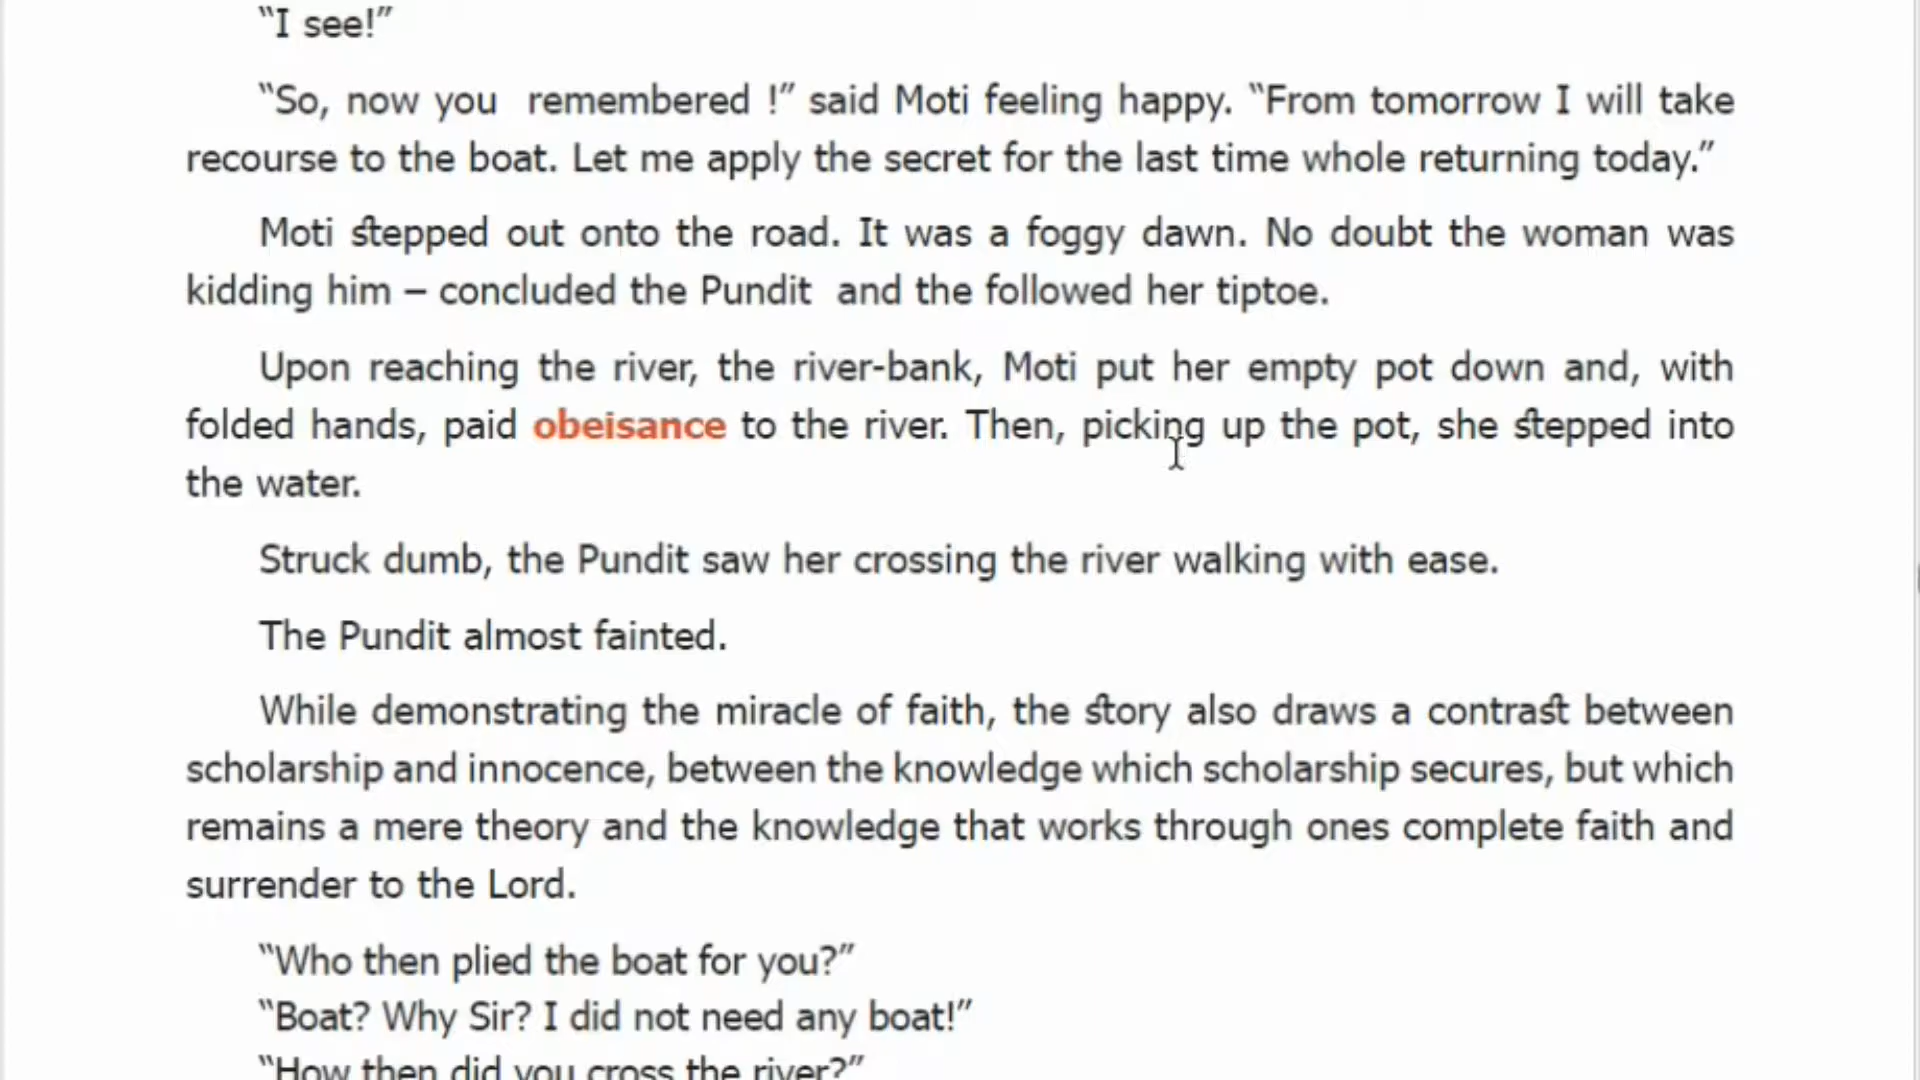 “I see!”
“So, now you remembered !” said Moti feeling happy. “From tomorrow I will take
recourse to the boat. Let me apply the secret for the last time whole returning today.”
Moti stepped out onto the road. It was a foggy dawn. No doubt the woman was
kidding him – concluded the Pundit and the followed her tiptoe.
Upon reaching the river, the river-bank, Moti put her empty pot down and, with
folded hands, paid obeisance to the river. Then, picking up the pot, she stepped into
the water.
Struck dumb, the Pundit saw her crossing the river walking with ease.
The Pundit almost fainted.
While demonstrating the miracle of faith, the story also draws a contrast between
scholarship and innocence, between the knowledge which scholarship secures, but which
remains a mere theory and the knowledge that works through ones complete faith and
surrender to the Lord.
“Who then plied the boat for you?”
“Boat? Why Sir? I did not need any boat!”
“How then did you cross the river?”